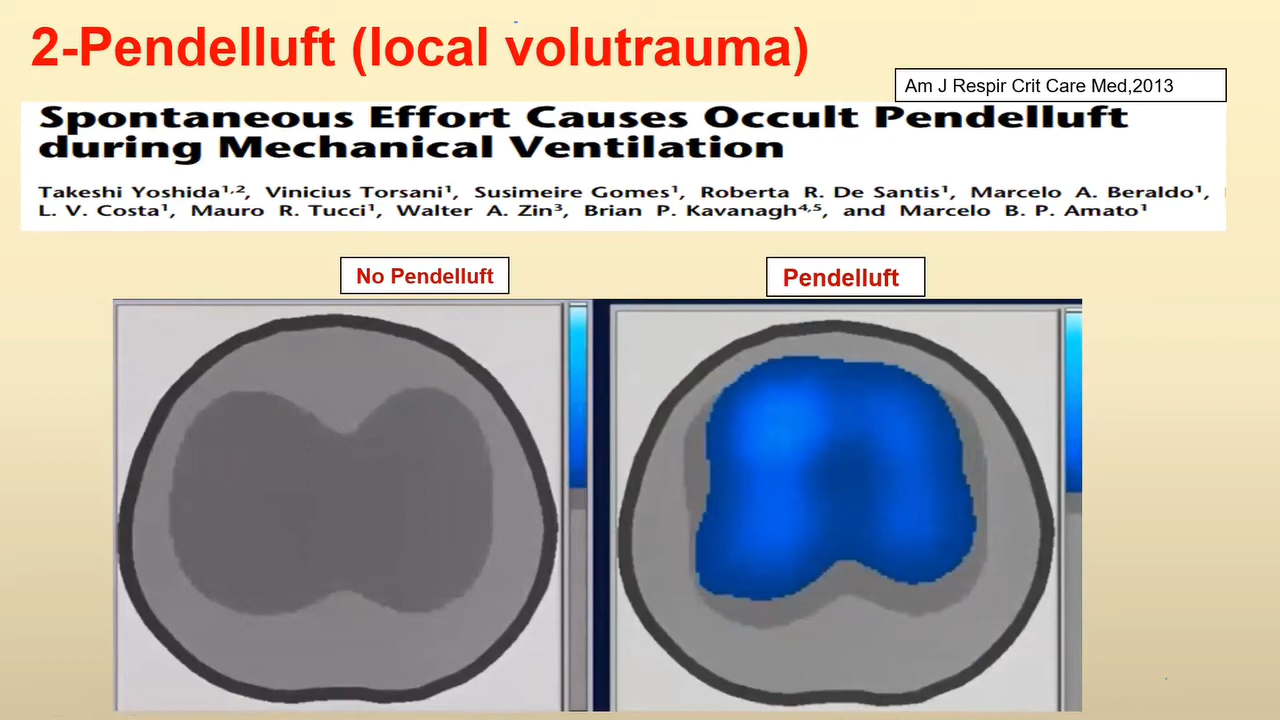 2-Pendelluft (local volutrauma)
Am J Respir Crit Care Med,2013
Spontaneous Effort Causes Occult Pendelluft
during Mechanical Ventilation
Takeshi Yoshida¹,², Vinicius Torsani¹, Susimeire Gomes¹, Roberta R. De Santis¹, Marcelo A. Beraldo¹,
L. V. Costa¹, Mauro R. Tucci¹, Walter A. Zin³, Brian P. Kavanagh⁴,⁵, and Marcelo B. P. Amato¹
No Pendelluft
Pendelluft